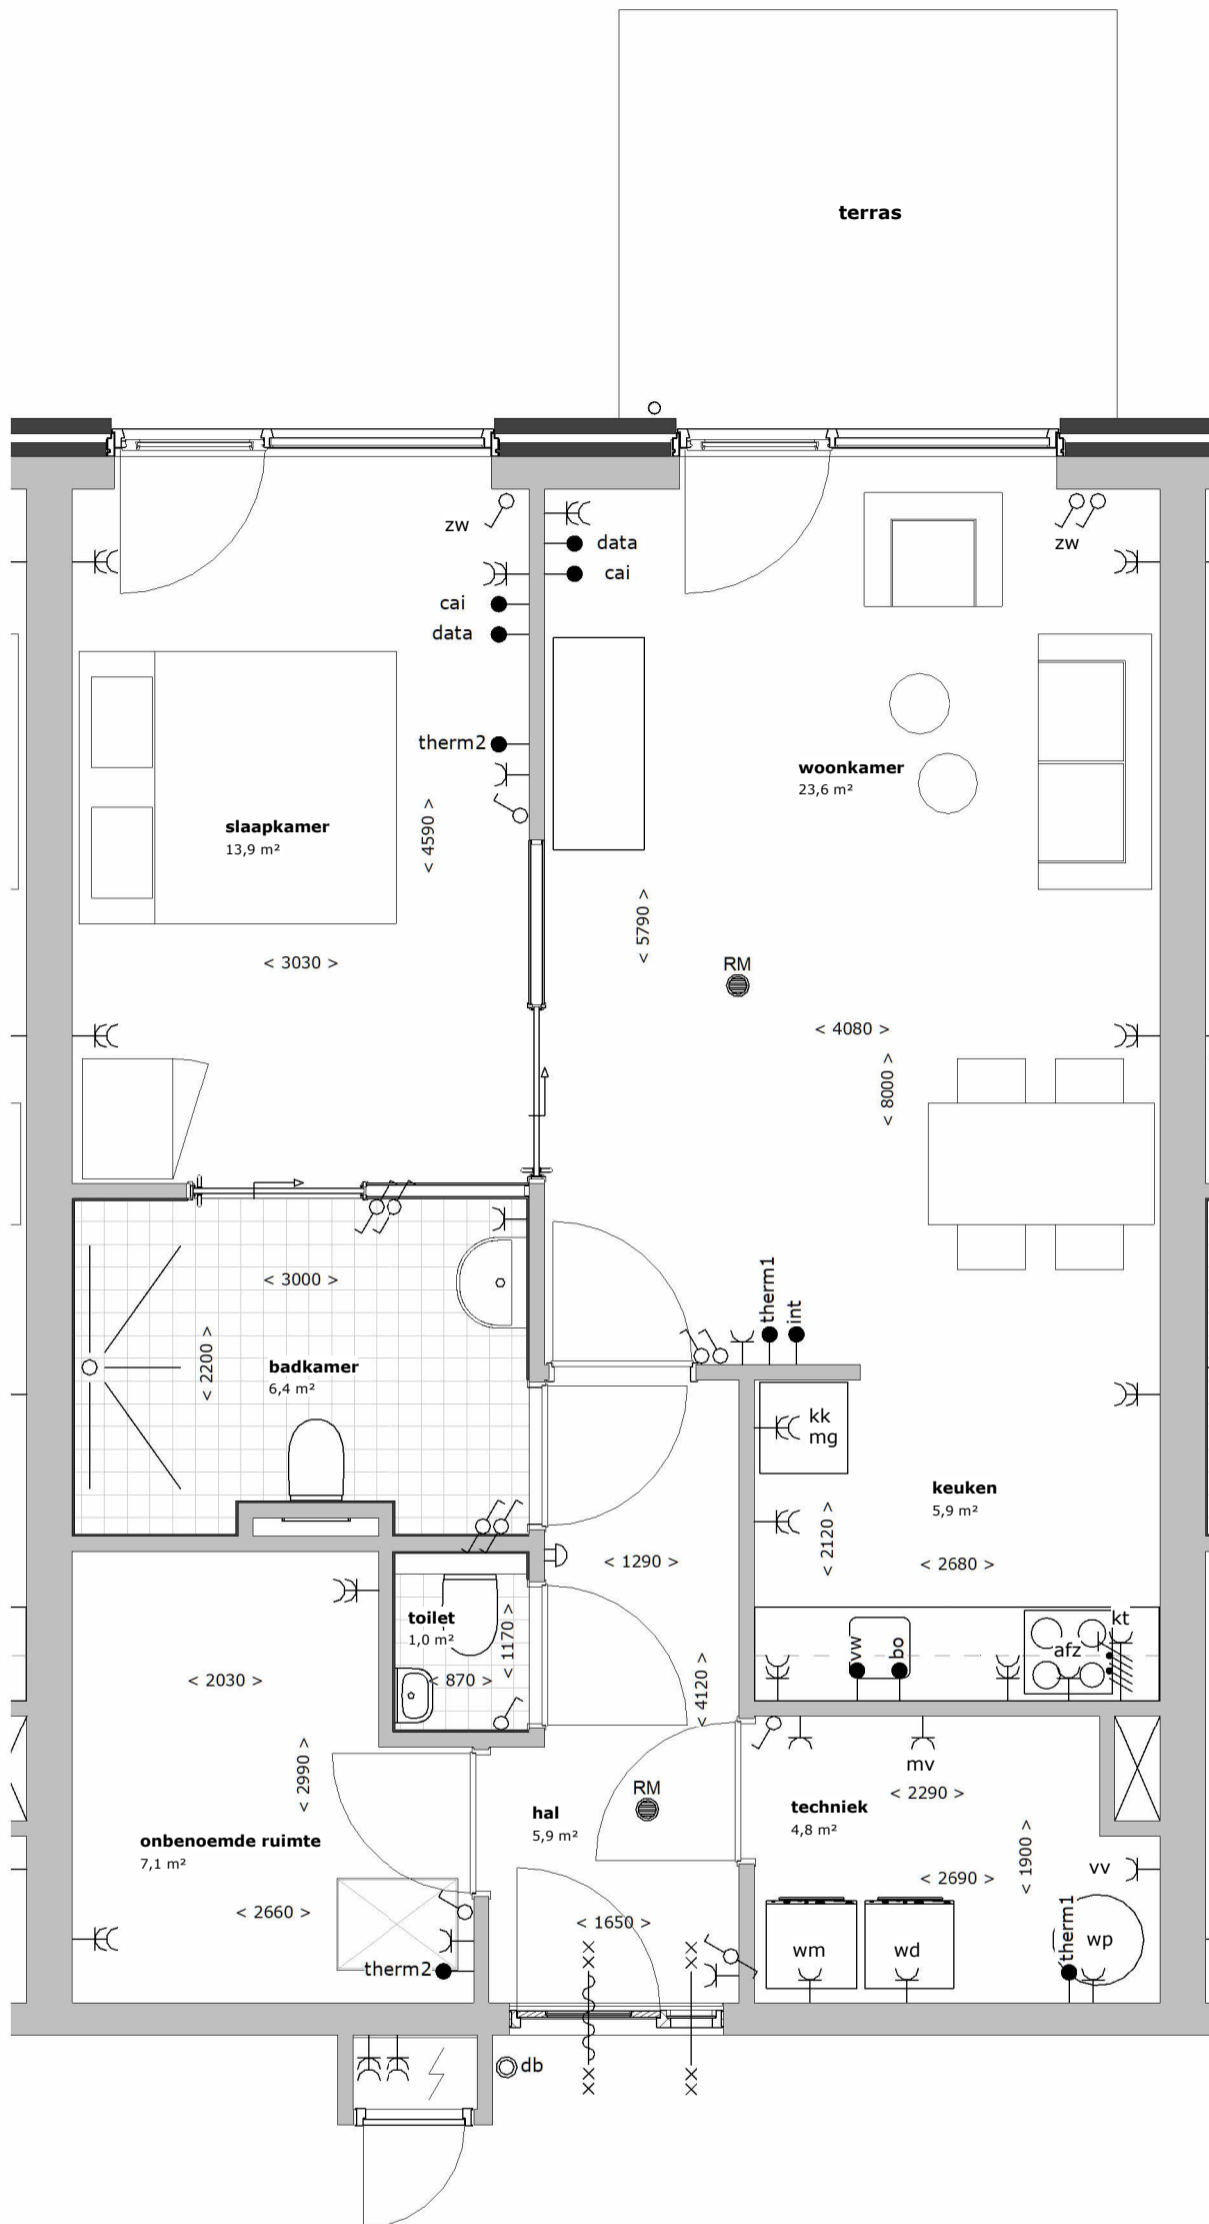 terras
zw
data
cai
zw
cai
data
therm2
woonkamer
23,6 m²
slaapkamer
13,9 m²
< 4590 >
< 5790 >
< 3030 >
RM
< 4080 >
< 8000 >
< 3000 >
therm1
int
< 2200 >
badkamer
6,4 m²
kk
mg
keuken
5,9 m²
< 2120 >
< 1290 >
< 2680 >
toilet
1,0 m²
< 1170 >
kt
vw
bo
afz
< 2030 >
< 870 >
< 4120 >
< 2990 >
mv
RM
< 2290 >
hal
5,9 m²
techniek
4,8 m²
onbenoemde ruimte
7,1 m²
< 1900 >
vv
< 2690 >
< 2660 >
< 1650 >
therm1
wm
wd
wp
therm2
db